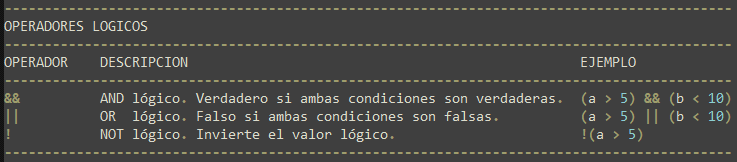 OPERADORES LOGICOS
OPERADOR DESCRIPCION EJEMPLO
&& AND lógico. Verdadero si ambas condiciones son verdaderas. (a > 5) && (b < 10)
|| OR lógico. Falso si ambas condiciones son falsas. (a > 5) || (b < 10)
! NOT lógico. Invierte el valor lógico. !(a > 5)